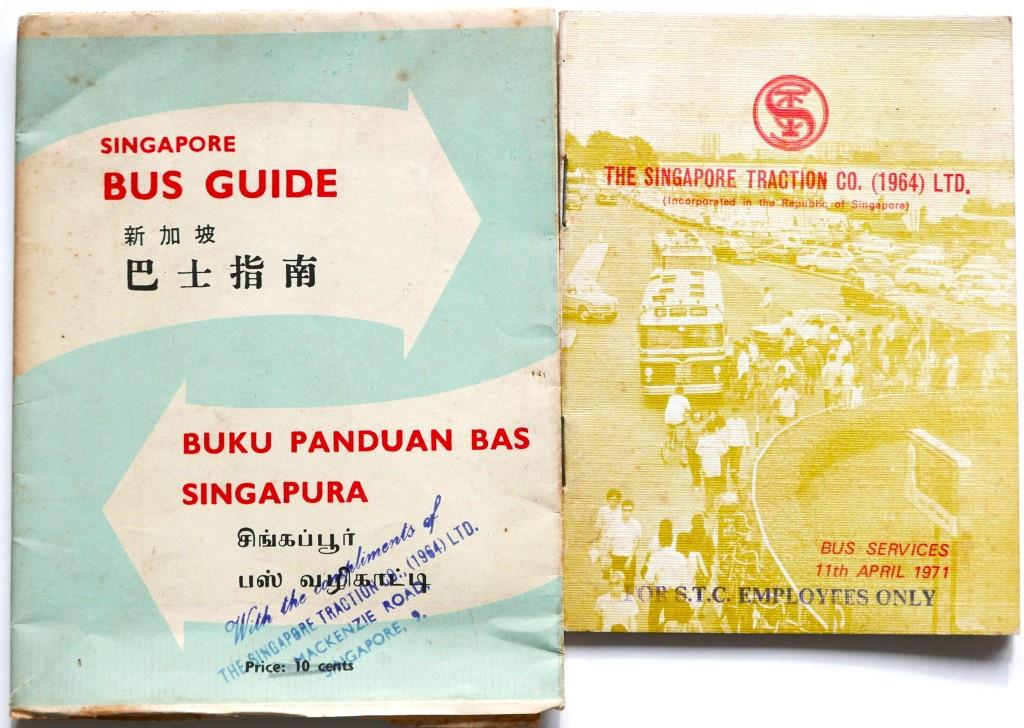 SINGAPORE
BUS GUIDE
新加坡
巴士指南
BUKU PANDUAN BAS
SINGAPURA
சிங்கப்பூர்
பஸ் வழிகாட்டி
With the compliments of
THE SINGAPORE TRACTION CO., (1964) LTD.
MACKENZIE ROAD,
SINGAPORE, 9.
Price: 10 cents
THE SINGAPORE TRACTION CO. (1964) LTD.
(Incorporated in the Republic of Singapore)
BUS SERVICES
11th APRIL 1971
FOR S.T.C. EMPLOYEES ONLY